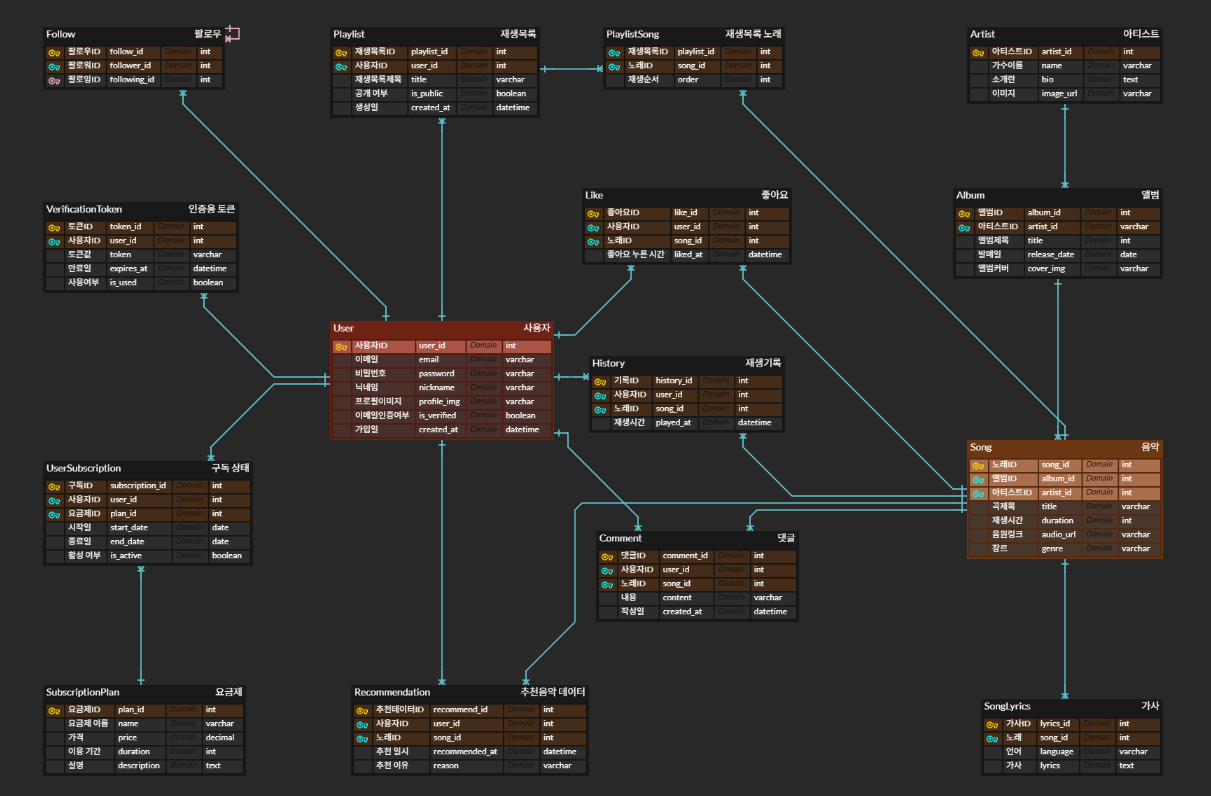 Follow 팔로우
팔로우ID follow_id Domain int
팔로워ID follower_id Domain int
팔로잉ID following_id Domain int
Playlist 재생목록
재생목록ID playlist_id Domain int
사용자ID user_id Domain int
재생목록제목 title Domain varchar
공개 여부 is_public Domain boolean
생성일 created_at Domain datetime
PlaylistSong 재생목록 노래
재생목록ID playlist_id Domain int
노래ID song_id Domain int
재생순서 order Domain int
Artist 아티스트
아티스트ID artist_id Domain int
가수이름 name Domain varchar
소개란 bio Domain text
이미지 image_url Domain varchar
VerificationToken 인증용 토큰
토큰ID token_id Domain int
사용자ID user_id Domain int
토큰값 token Domain varchar
만료일 expires_at Domain datetime
사용여부 is_used Domain boolean
Like 좋아요
좋아요ID like_id Domain int
사용자ID user_id Domain int
노래ID song_id Domain int
좋아요 누른 시간 liked_at Domain datetime
Album 앨범
앨범ID album_id Domain int
아티스트ID artist_id Domain varchar
앨범제목 title Domain int
발매일 release_date Domain date
앨범커버 cover_img Domain varchar
User 사용자
사용자ID user_id Domain int
이메일 email Domain varchar
비밀번호 password Domain varchar
닉네임 nickname Domain varchar
프로필이미지 profile_img Domain varchar
이메일인증여부 is_verified Domain boolean
가입일 created_at Domain datetime
History 재생기록
기록ID history_id Domain int
사용자ID user_id Domain int
노래ID song_id Domain int
재생시간 played_at Domain datetime
Song 음악
노래ID song_id Domain int
앨범ID album_id Domain int
아티스트ID artist_id Domain int
곡제목 title Domain varchar
재생시간 duration Domain int
음원링크 audio_url Domain varchar
장르 genre Domain varchar
UserSubscription 구독 상태
구독ID subscription_id Domain int
사용자ID user_id Domain int
요금제ID plan_id Domain int
시작일 start_date Domain date
종료일 end_date Domain date
활성 여부 is_active Domain boolean
Comment 댓글
댓글ID comment_id Domain int
사용자ID user_id Domain int
노래ID song_id Domain int
내용 content Domain varchar
작성일 created_at Domain datetime
SubscriptionPlan 요금제
요금제ID plan_id Domain int
요금제 이름 name Domain varchar
가격 price Domain decimal
이용 기간 duration Domain int
설명 description Domain text
Recommendation 추천음악 데이터
추천데이터ID recommend_id Domain int
사용자ID user_id Domain int
노래ID song_id Domain int
추천 일시 recommended_at Domain datetime
추천 이유 reason Domain varchar
SongLyrics 가사
가사ID lyrics_id Domain int
노래 song_id Domain int
언어 language Domain varchar
가사 lyrics Domain text